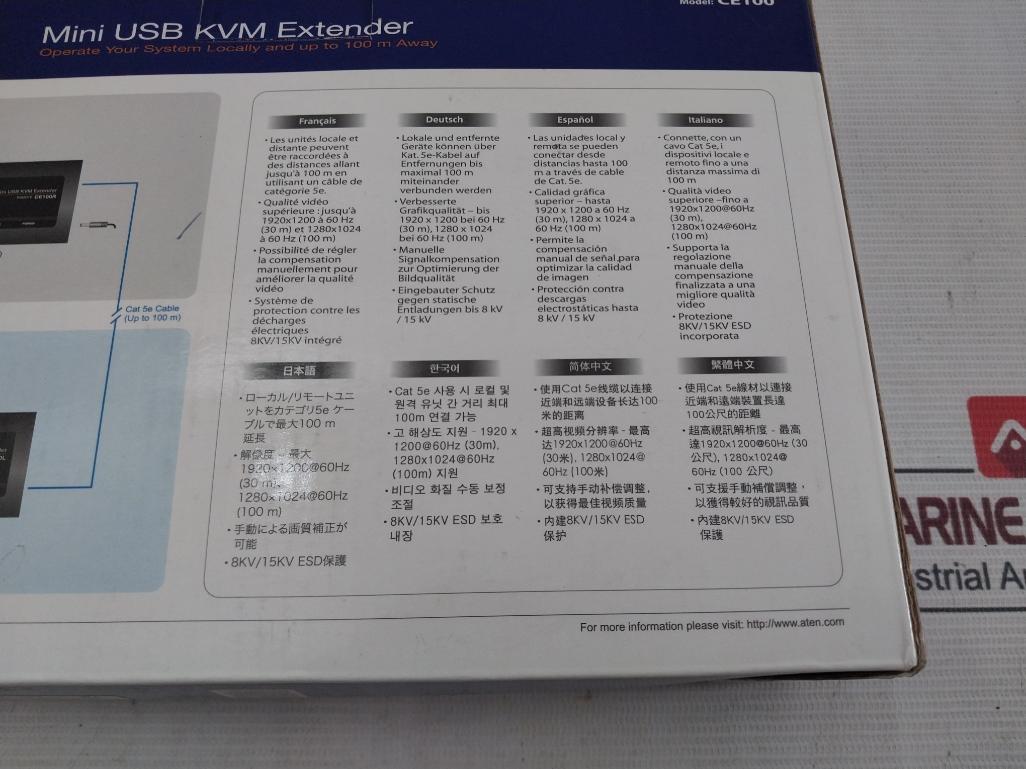 Model: CE100
Mini USB KVM Extender
Operate Your System Locally and up to 100 m Away
Mini USB KVM Extender
CE100R
Cat 5e Cable
(Up to 100 m)
Français
• Les unités locale et
distante peuvent
être raccordées à
des distances allant
jusqu'à 100 m en
utilisant un câble de
catégorie 5e.
• Qualité vidéo
supérieure : jusqu'à
1920x1200 à 60 Hz
(30 m) et 1280x1024
à 60 Hz (100 m)
• Possibilité de régler
la compensation
manuellement pour
améliorer la qualité
vidéo
• Système de
protection contre les
décharges
électriques
8KV/15KV intégré
Deutsch
• Lokale und entfernte
Geräte können über
Kat. 5e-Kabel auf
Entfernungen bis
maximal 100 m
miteinander
verbunden werden
• Verbesserte
Grafikqualität – bis
1920 x 1200 bei 60 Hz
(30 m), 1280 x 1024
bei 60 Hz (100 m)
• Manuelle
Signalkompensation
zur Optimierung der
Bildqualität
• Eingebauter Schutz
gegen statische
Entladungen bis 8 kV
/ 15 kV
Español
• Las unidades local y
remota se pueden
conectar desde
distancias hasta 100
m a través de cable
de Cat. 5e.
• Calidad gráfica
superior – hasta
1920 x 1200 a 60 Hz
(30 m), 1280 x 1024 a
60 Hz (100 m)
• Permite la
compensación
manual de señal para
optimizar la calidad
de imagen
• Protección contra
descargas
electrostáticas hasta
8 kV / 15 kV
Italiano
• Connette, con un
cavo Cat 5e, i
dispositivi locale e
remoto fino a una
distanza massima di
100 m
• Qualità video
superiore –fino a
1920x1200@60Hz
(30 m),
1280x1024@60Hz
(100 m)
• Supporta la
regolazione
manuale della
compensazione
finalizzata a una
migliore qualità
video
• Protezione
8KV/15KV ESD
incorporata
日本語
• ローカル/リモートユニ
ットをカテゴリ5e ケー
ブルで最大100 m
延長
• 解像度 – 最大
1920×1200@60Hz
(30 m)、
1280×1024@60Hz
(100 m)
• 手動による画質補正が
可能
• 8KV/15KV ESD保護
한국어
• Cat 5e 사용 시 로컬 및
원격 유닛 간 거리 최대
100m 연결 가능
• 고 해상도 지원 – 1920 x
1200@60Hz (30m),
1280x1024@60Hz
(100m) 지원
• 비디오 화질 수동 보정
조절
• 8KV/15KV ESD 보호
내장
简体中文
• 使用Cat 5e线缆以连接
近端和远端设备长达100
米的距离
• 超高视频分辨率 – 最高
达1920x1200@60Hz
(30米), 1280x1024@
60Hz (100米)
• 可支持手动补偿调整,
以获得最佳视频质量
• 内建8KV/15KV ESD
保护
繁體中文
• 使用Cat 5e線材以連接
近端和遠端裝置長達
100公尺的距離
• 超高視訊解析度 – 最高
達1920x1200@60Hz (30
公尺), 1280x1024@
60Hz (100 公尺)
• 可支援手動補償調整,
以獲得較好的視訊品質
• 內建8KV/15KV ESD
保護
For more information please visit: http://www.aten.com
ARINE
strial A